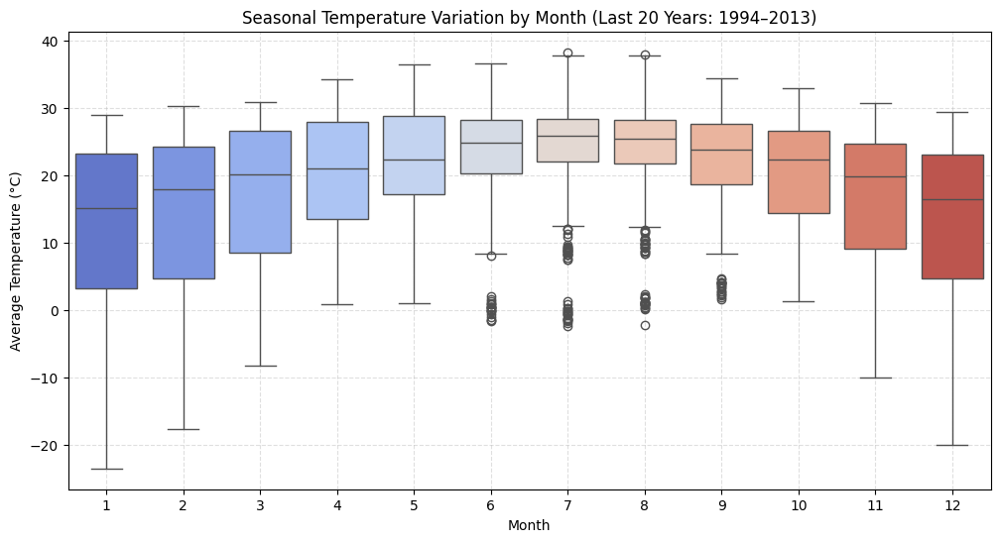 Seasonal Temperature Variation by Month (Last 20 Years: 1994–2013)
Average Temperature (°C)
40
30
20
10
0
−10
−20
1 2 3 4 5 6 7 8 9 10 11 12
Month